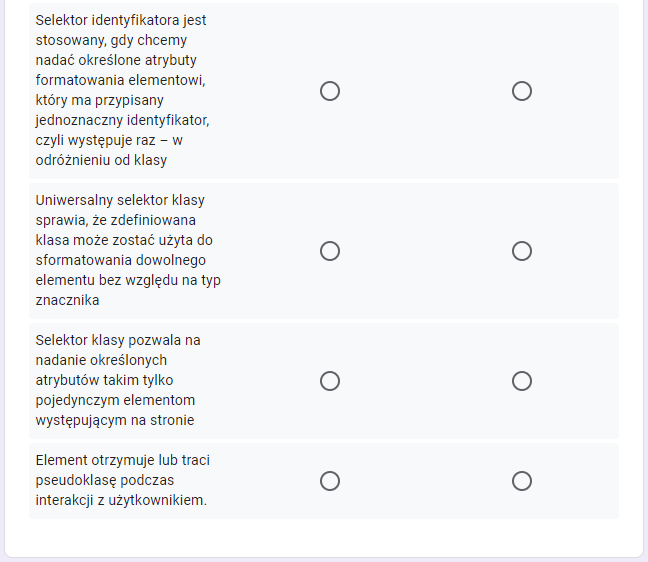 Selektor identyfikatora jest
stosowany, gdy chcemy
nadać określone atrybuty
formatowania elementowi,
który ma przypisany
jednoznaczny identyfikator,
czyli występuje raz – w
odróżnieniu od klasy
Uniwersalny selektor klasy
sprawia, że zdefiniowana
klasa może zostać użyta do
sformatowania dowolnego
elementu bez względu na typ
znacznika
Selektor klasy pozwala na
nadanie określonych
atrybutów takim tylko
pojedynczym elementom
występującym na stronie
Element otrzymuje lub traci
pseudoklasę podczas
interakcji z użytkownikiem.